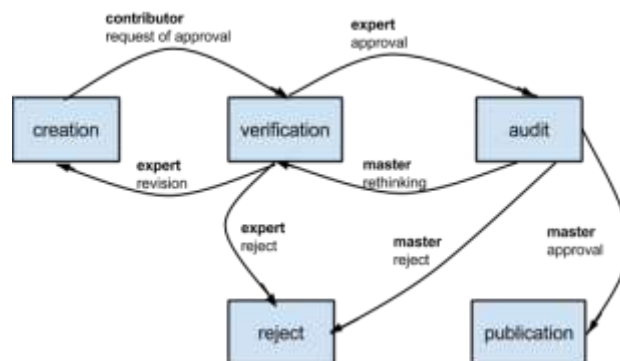 contributor
request of approval
expert
approval
creation
verification
audit
expert
revision
master
rethinking
expert
reject
master
reject
master
approval
reject
publication